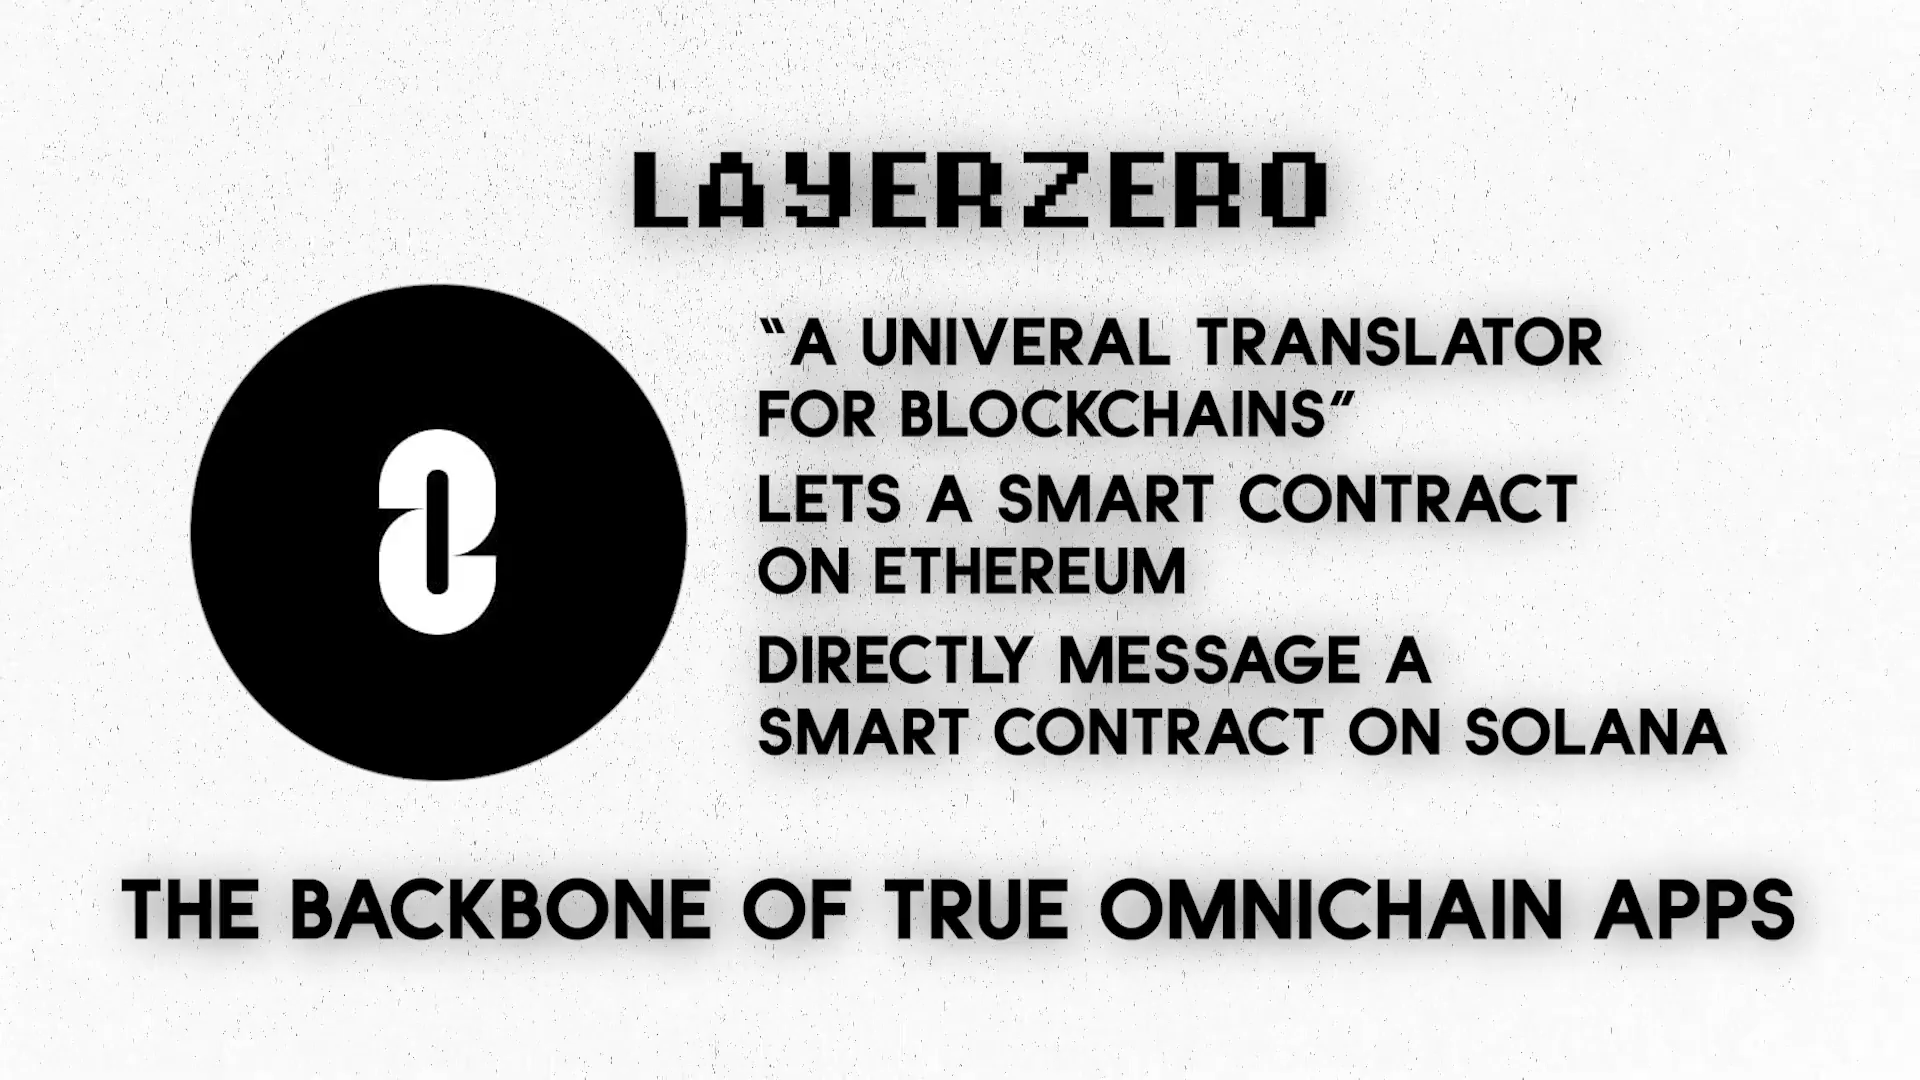 LAYERZERO
“A UNIVERAL TRANSLATOR
FOR BLOCKCHAINS”
LETS A SMART CONTRACT
ON ETHEREUM
DIRECTLY MESSAGE A
SMART CONTRACT ON SOLANA
THE BACKBONE OF TRUE OMNICHAIN APPS